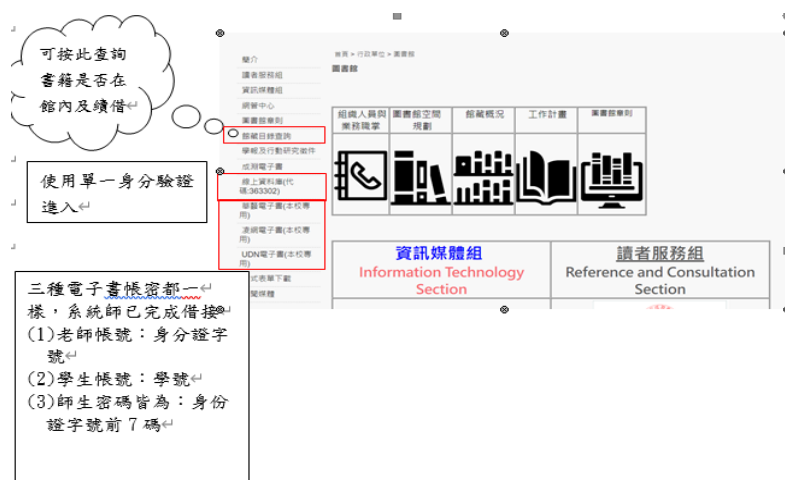 可按此查詢
書籍是否在
館內及續借
使用單一身分驗證
進入
三種電子書帳密都一
樣，系統師已完成借接
(1)老師帳號：身分證字
號
(2)學生帳號：學號
(3)師生密碼皆為：身份
證字號前7碼
簡介
讀者服務組
資訊媒體組
網管中心
圖書館章則
館藏目錄查詢
學報及行動研究徵件
成淵電子書
線上資料庫(代
碼:363302)
華藝電子書(本校專
用)
凌網電子書(本校專
用)
UDN電子書(本校專
用)
式表單下載
聞媒體
首頁 > 行政單位 > 圖書館
圖書館
組織人員與
業務職掌
圖書館空間
規劃
館藏概況
工作計畫
圖書館章則
資訊媒體組
Information Technology
Section
讀者服務組
Reference and Consultation
Section